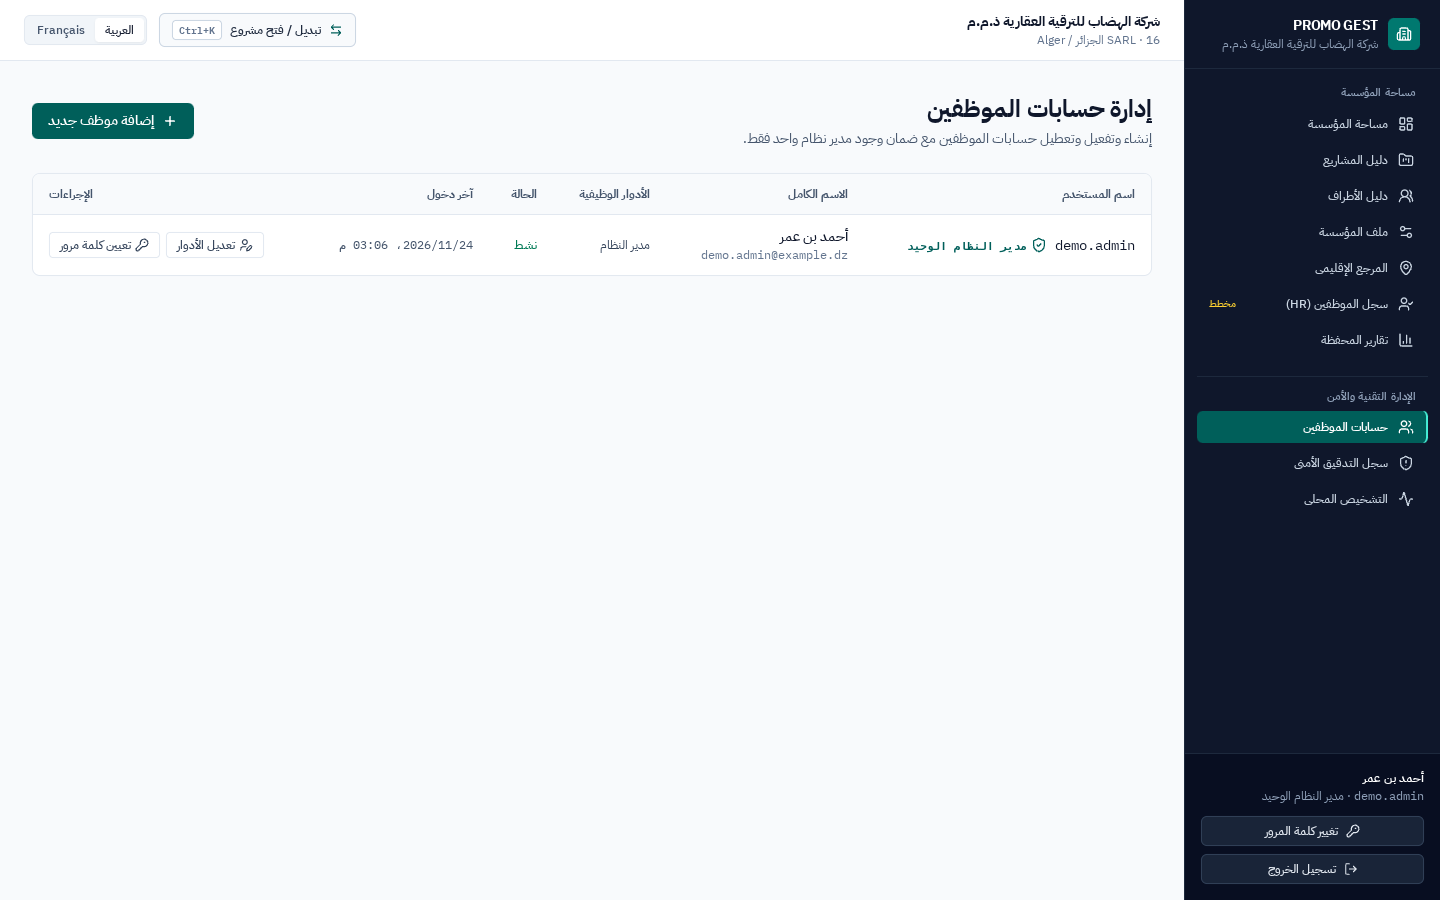 PROMO GEST
شركة الهضاب للترقية العقارية ذ.م.م
مساحة المؤسسة
مساحة المؤسسة
دليل المشاريع
دليل الأطراف
ملف المؤسسة
المرجع الإقليمي
سجل الموظفين (HR)
مخطط
تقارير المحفظة
الإدارة التقنية والأمن
حسابات الموظفين
سجل التدقيق الأمني
التشخيص المحلي
أحمد بن عمر
demo.admin · مدير النظام الوحيد
تغيير كلمة المرور
تسجيل الخروج
شركة الهضاب للترقية العقارية ذ.م.م
SARL · 16 الجزائر / Alger
تبديل / فتح مشروع Ctrl+K
العربية Français
إدارة حسابات الموظفين
إنشاء وتفعيل وتعطيل حسابات الموظفين مع ضمان وجود مدير نظام واحد فقط.
إضافة موظف جديد
اسم المستخدم الاسم الكامل الأدوار الوظيفية الحالة آخر دخول الإجراءات
demo.admin مدير النظام الوحيد
أحمد بن عمر
demo.admin@example.dz
مدير النظام
نشط
2026/11/24، 03:06 م
تعديل الأدوار
تعيين كلمة مرور